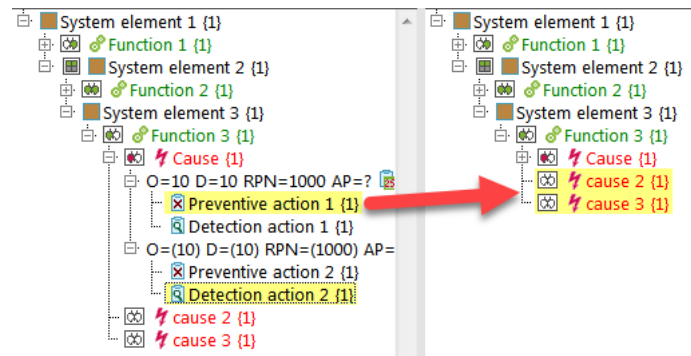 System element 1 {1}
Function 1 {1}
System element 2 {1}
Function 2 {1}
System element 3 {1}
Function 3 {1}
Cause {1}
O=10 D=10 RPN=1000 AP=?
Preventive action 1 {1}
Detection action 1 {1}
O=(10) D=(10) RPN=(1000) AP=
Preventive action 2 {1}
Detection action 2 {1}
cause 2 {1}
cause 3 {1}
System element 1 {1}
Function 1 {1}
System element 2 {1}
Function 2 {1}
System element 3 {1}
Function 3 {1}
Cause {1}
cause 2 {1}
cause 3 {1}